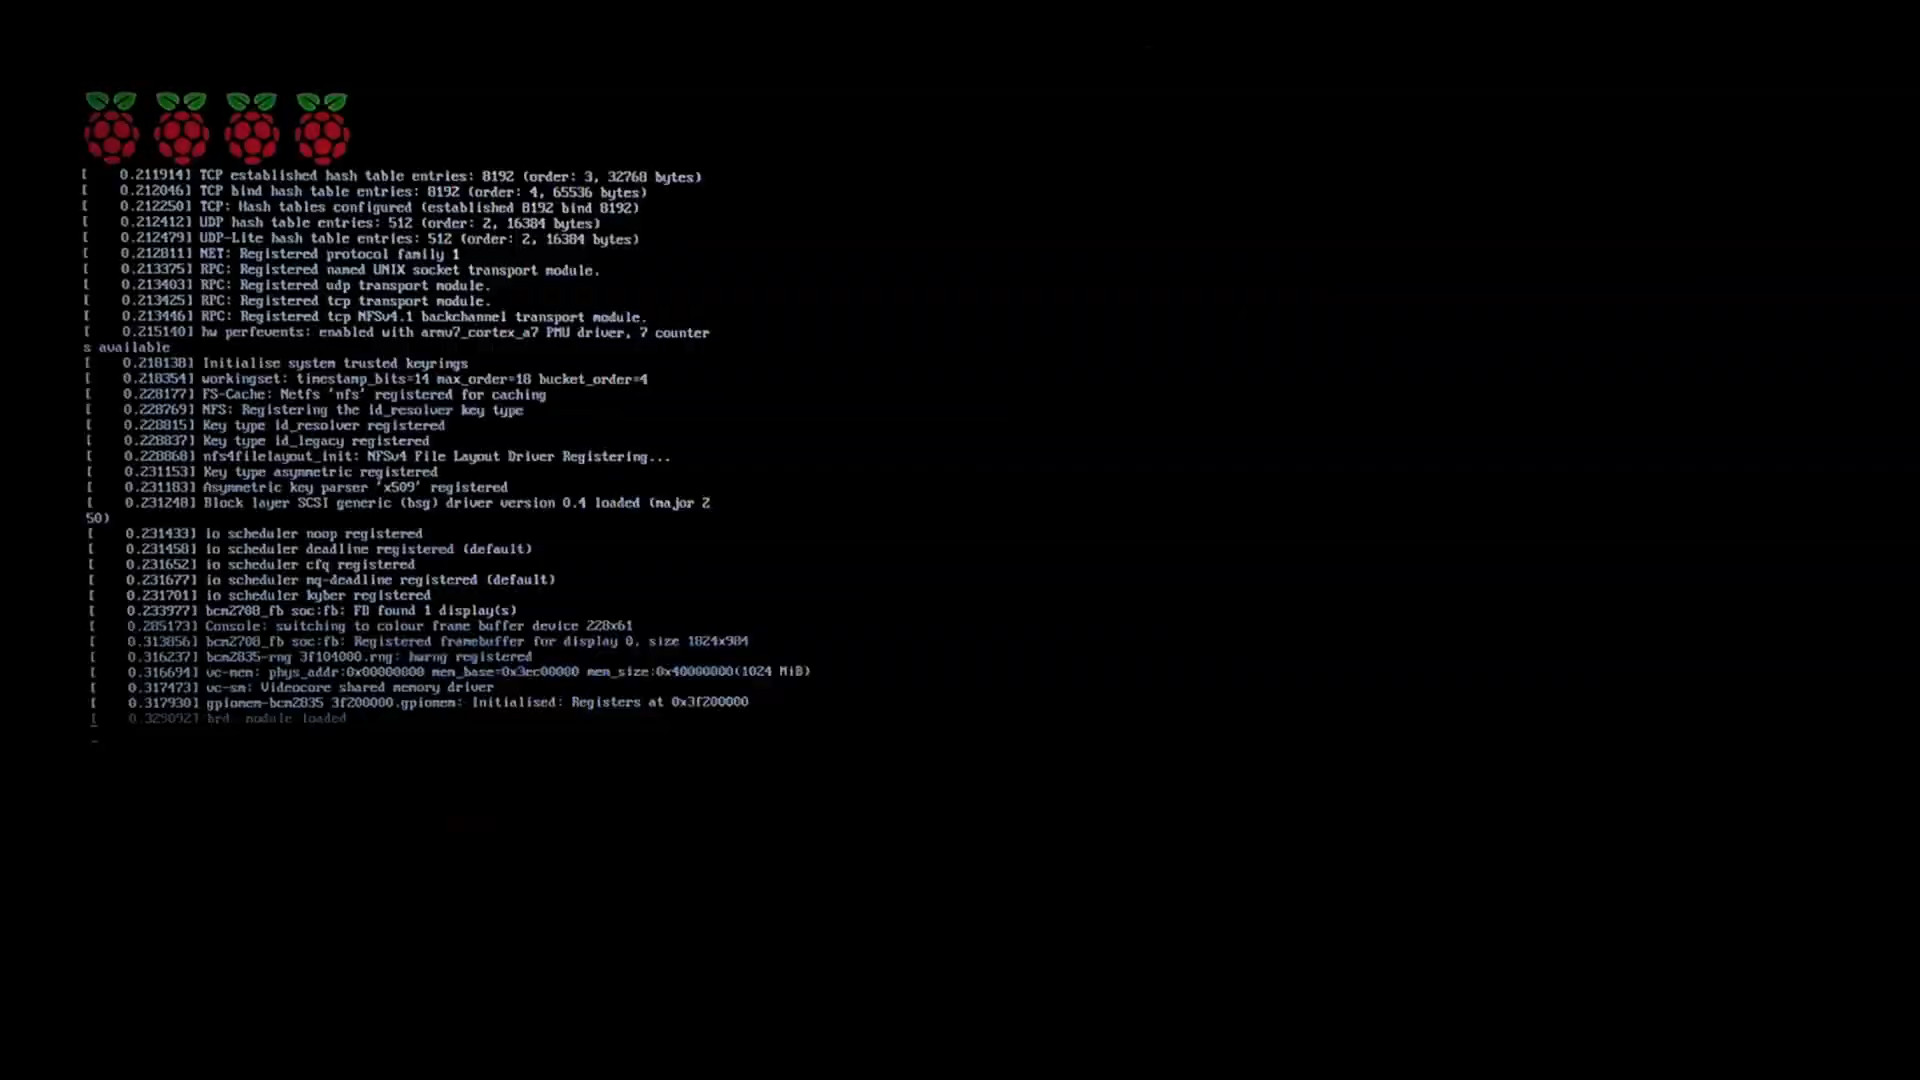 [    0.211914] TCP established hash table entries: 8192 (order: 3, 32768 bytes)
[    0.212046] TCP bind hash table entries: 8192 (order: 4, 65536 bytes)
[    0.212250] TCP: Hash tables configured (established 8192 bind 8192)
[    0.212412] UDP hash table entries: 512 (order: 2, 16384 bytes)
[    0.212479] UDP-Lite hash table entries: 512 (order: 2, 16384 bytes)
[    0.212811] NET: Registered protocol family 1
[    0.213375] RPC: Registered named UNIX socket transport module.
[    0.213403] RPC: Registered udp transport module.
[    0.213425] RPC: Registered tcp transport module.
[    0.213446] RPC: Registered tcp NFSv4.1 backchannel transport module.
[    0.215140] hw perfevents: enabled with armv7_cortex_a7 PMU driver, 7 counter
s available
[    0.218138] Initialise system trusted keyrings
[    0.218354] workingset: timestamp_bits=14 max_order=18 bucket_order=4
[    0.228177] FS-Cache: Netfs 'nfs' registered for caching
[    0.228769] NFS: Registering the id_resolver key type
[    0.228815] Key type id_resolver registered
[    0.228837] Key type id_legacy registered
[    0.228868] nfs4filelayout_init: NFSv4 File Layout Driver Registering...
[    0.231153] Key type asymmetric registered
[    0.231183] Asymmetric key parser 'x509' registered
[    0.231248] Block layer SCSI generic (bsg) driver version 0.4 loaded (major 2
50)
[    0.231433] io scheduler noop registered
[    0.231458] io scheduler deadline registered (default)
[    0.231652] io scheduler cfq registered
[    0.231677] io scheduler mq-deadline registered (default)
[    0.231701] io scheduler kyber registered
[    0.233977] bcm2708_fb soc:fb: FB found 1 display(s)
[    0.285173] Console: switching to colour frame buffer device 228x61
[    0.313856] bcm2708_fb soc:fb: Registered framebuffer for display 0, size 1824x984
[    0.316237] bcm2835-rng 3f104000.rng: hwrng registered
[    0.316694] vc-mem: phys_addr:0x00000000 mem_base=0x3ec00000 mem_size:0x40000000(1024 MiB)
[    0.317473] vc-sm: Videocore shared memory driver
[    0.317930] gpiomem-bcm2835 3f200000.gpiomem: Initialised: Registers at 0x3f200000
[    0.329092] brd: module loaded